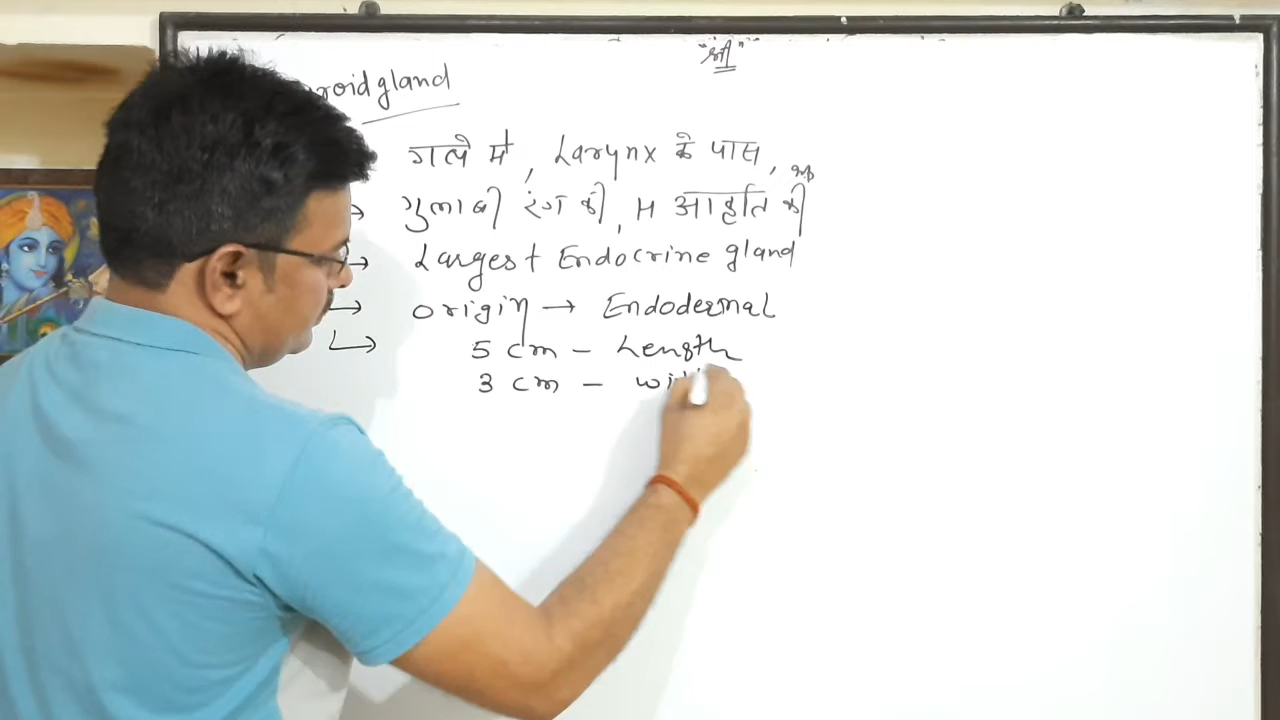 "श्री"
roid gland
गले में, Larynx के पास,
गुलाबी रंग की, H आकृति की
Largest Endocrine gland
origin → Endodermal
5 cm - Length
3 cm -